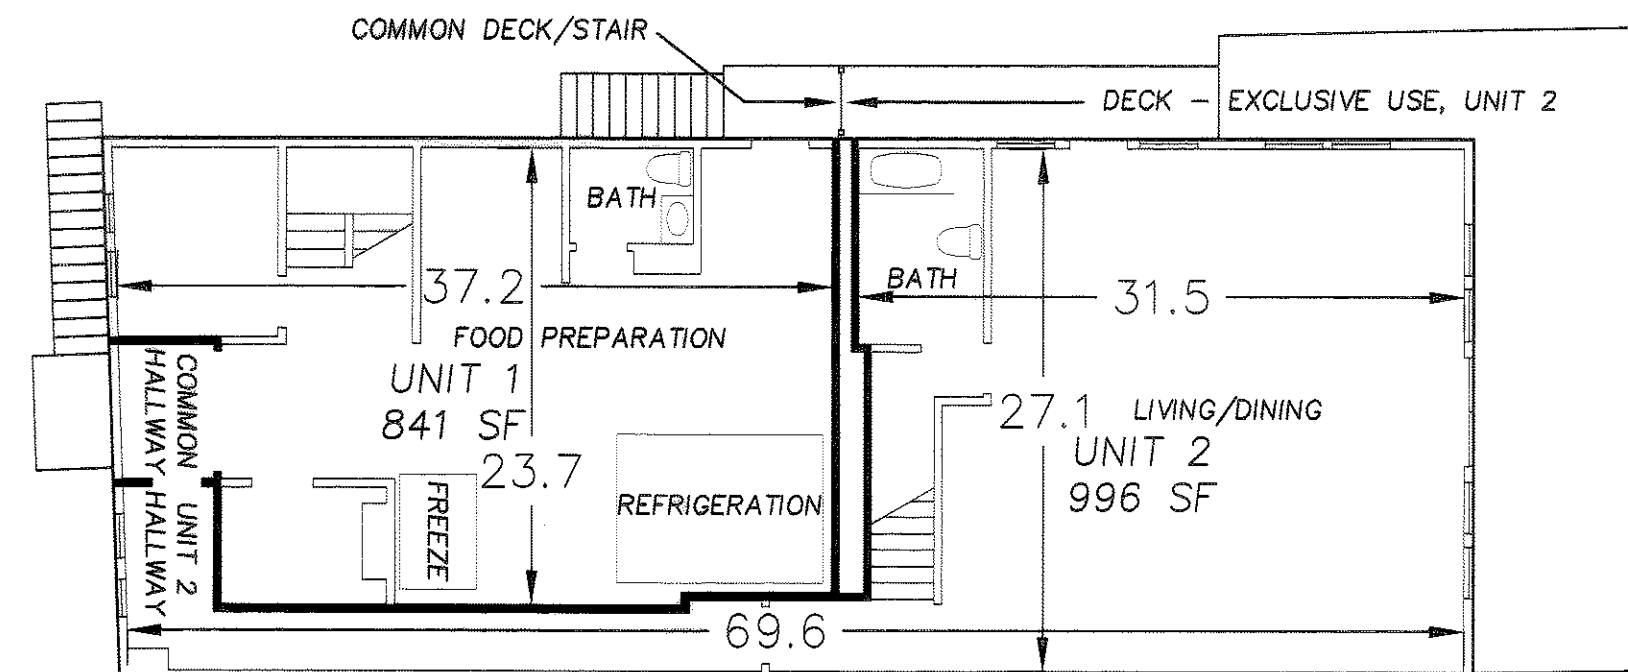 COMMON DECK/STAIR
DECK - EXCLUSIVE USE, UNIT 2
BATH
37.2
BATH
31.5
FOOD PREPARATION
UNIT 1
841 SF
23.7
COMMON
HALLWAY
UNIT 2
HALLWAY
FREEZE
REFRIGERATION
27.1
LIVING/DINING
UNIT 2
996 SF
69.6